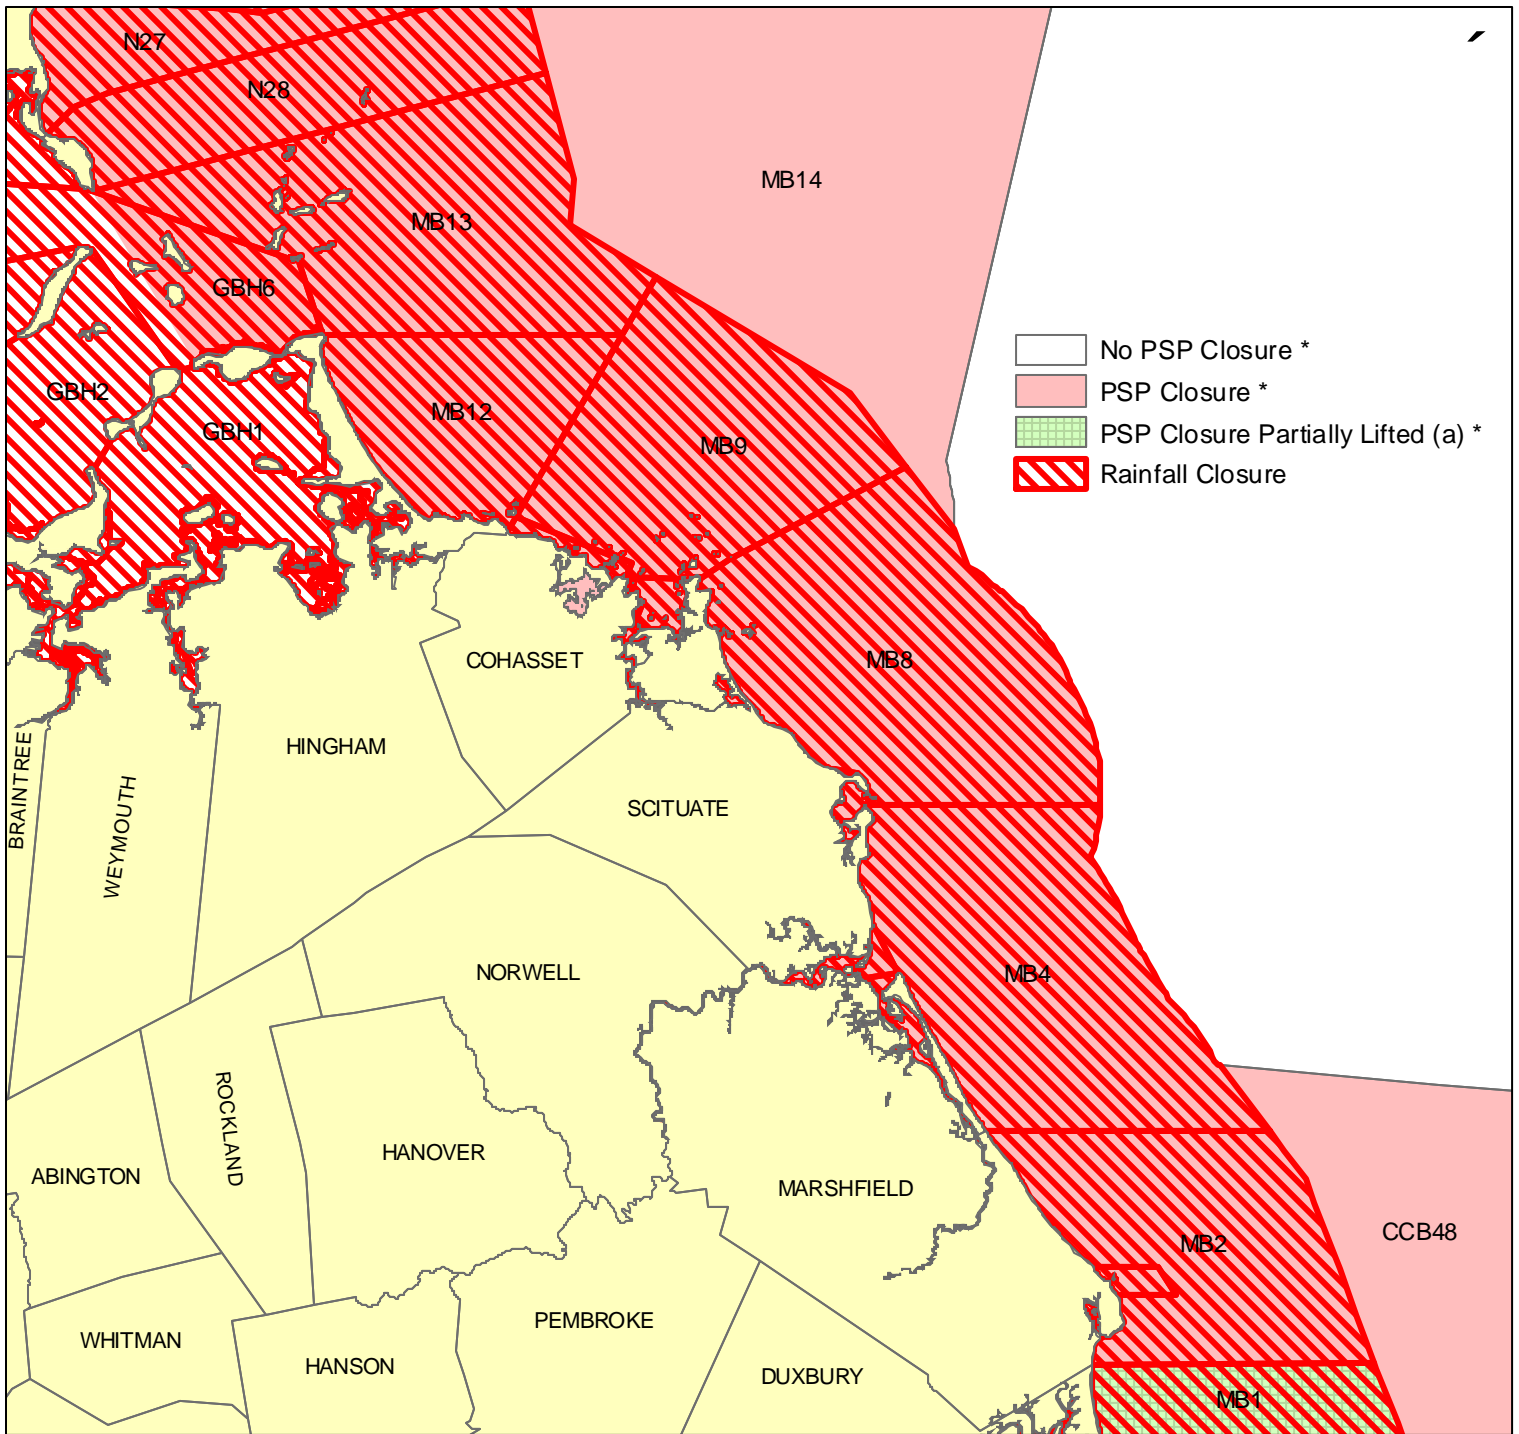 N27
N28
MB14
MB13
GBH6
No PSP Closure *
PSP Closure *
PSP Closure Partially Lifted (a) *
Rainfall Closure
GBH2
MB12
GBH1
MB9
COHASSET
MB8
HINGHAM
BRAINTREE
WEYMOUTH
SCITUATE
NORWELL
MB4
ROCKLAND
HANOVER
ABINGTON
MARSHFIELD
CCB48
MB2
PEMBROKE
WHITMAN
HANSON
DUXBURY
MB1